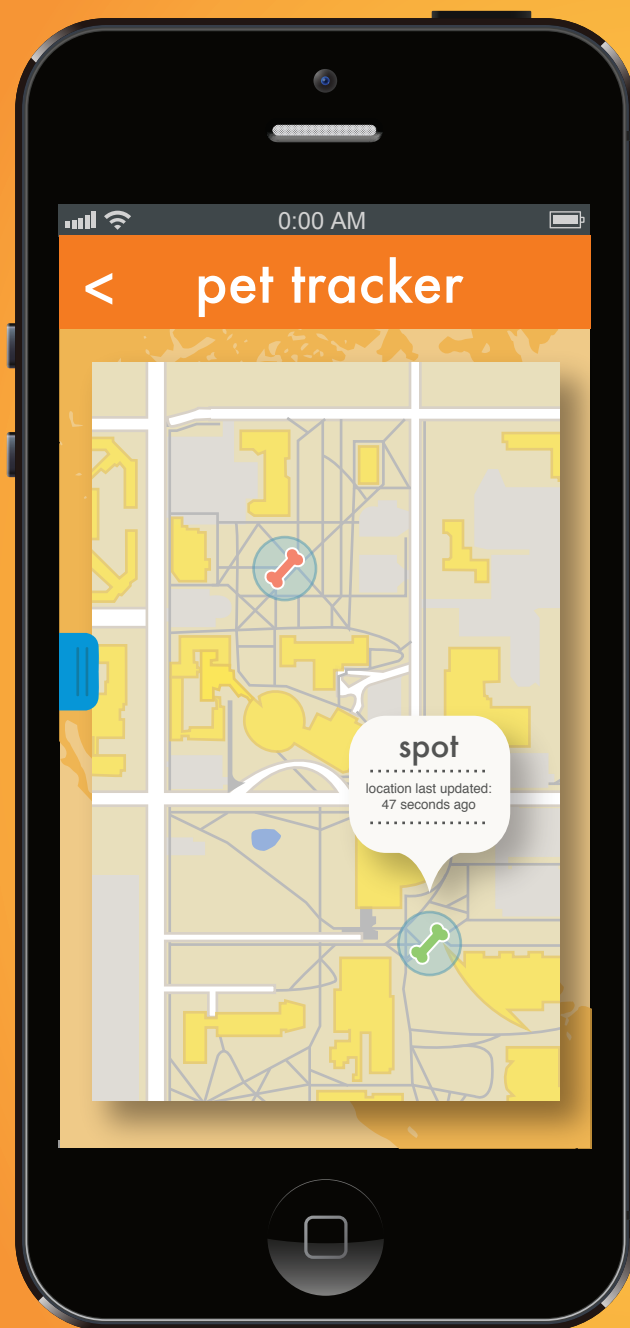 0:00 AM
< pet tracker
spot
location last updated:
47 seconds ago